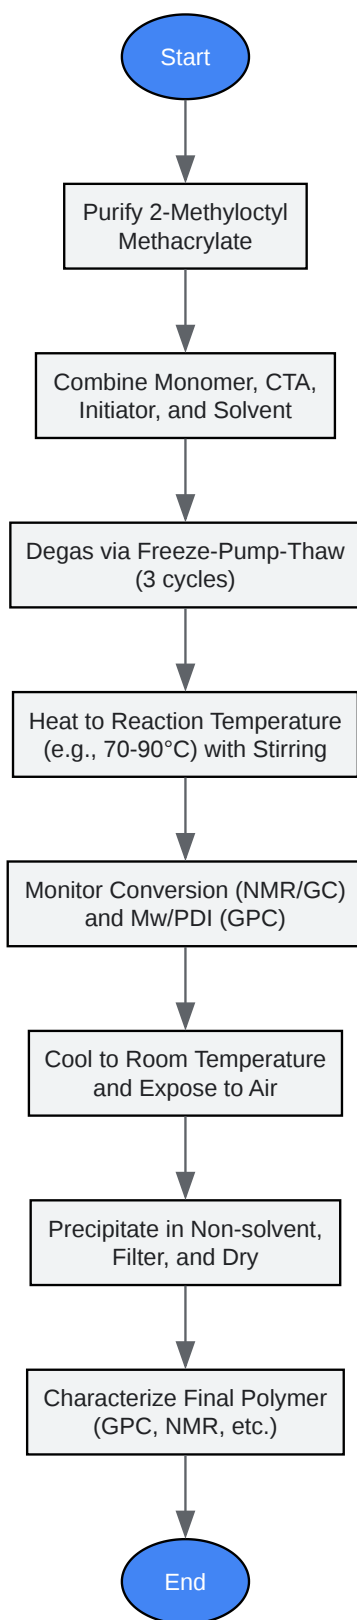 Start
Purify 2-Methyloctyl
Methacrylate
Combine Monomer, CTA,
Initiator, and Solvent
Degas via Freeze-Pump-Thaw
(3 cycles)
Heat to Reaction Temperature
(e.g., 70-90°C) with Stirring
Monitor Conversion (NMR/GC)
and Mw/PDI (GPC)
Cool to Room Temperature
and Expose to Air
Precipitate in Non-solvent,
Filter, and Dry
Characterize Final Polymer
(GPC, NMR, etc.)
End